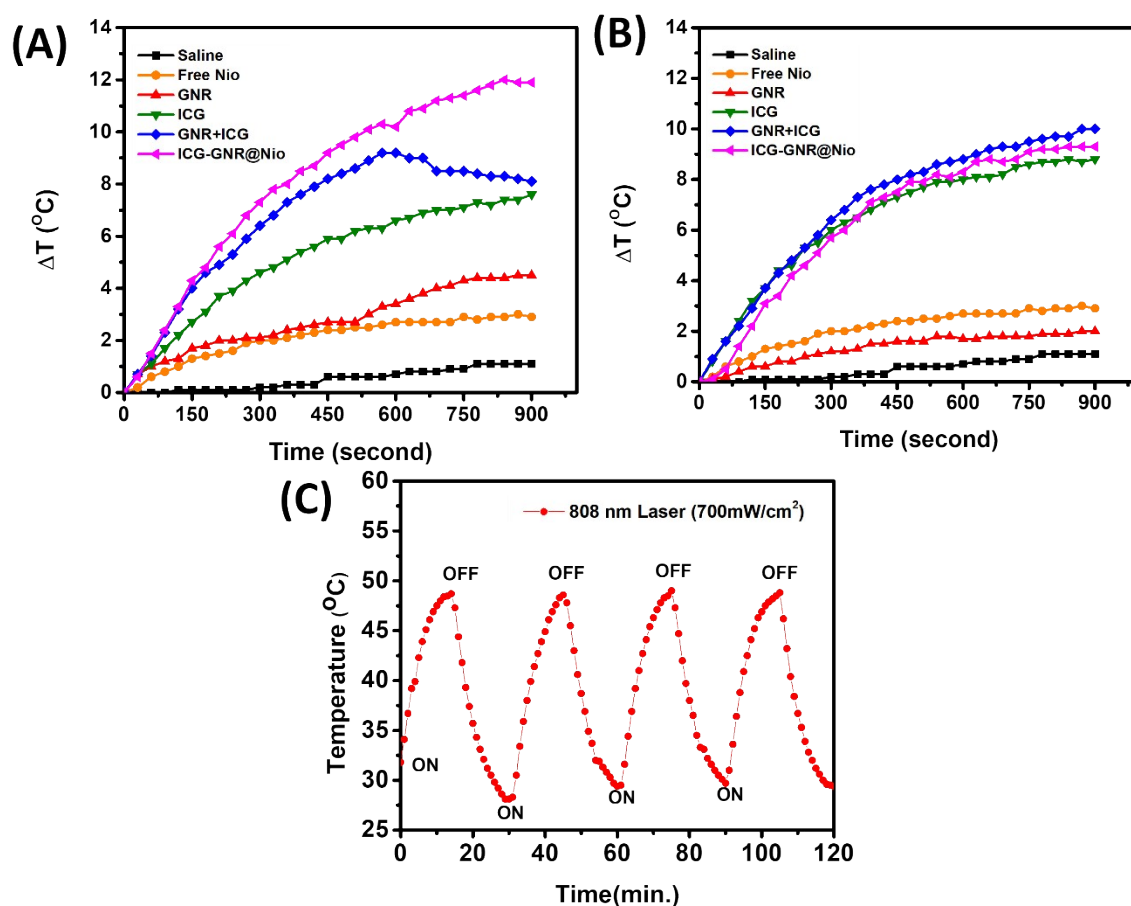 (A)
14
12
10
8
6
4
2
0
ΔT (°C)
Saline
Free Nio
GNR
ICG
GNR+ICG
ICG-GNR@Nio
0 150 300 450 600 750 900
Time (second)
(B)
14
12
10
8
6
4
2
0
ΔT (°C)
Saline
Free Nio
GNR
ICG
GNR+ICG
ICG-GNR@Nio
0 150 300 450 600 750 900
Time (second)
(C)
60
55
50
45
40
35
30
25
Temperature (°C)
808 nm Laser (700mW/cm²)
OFF OFF OFF OFF
ON
ON ON ON
0 20 40 60 80 100 120
Time(min.)